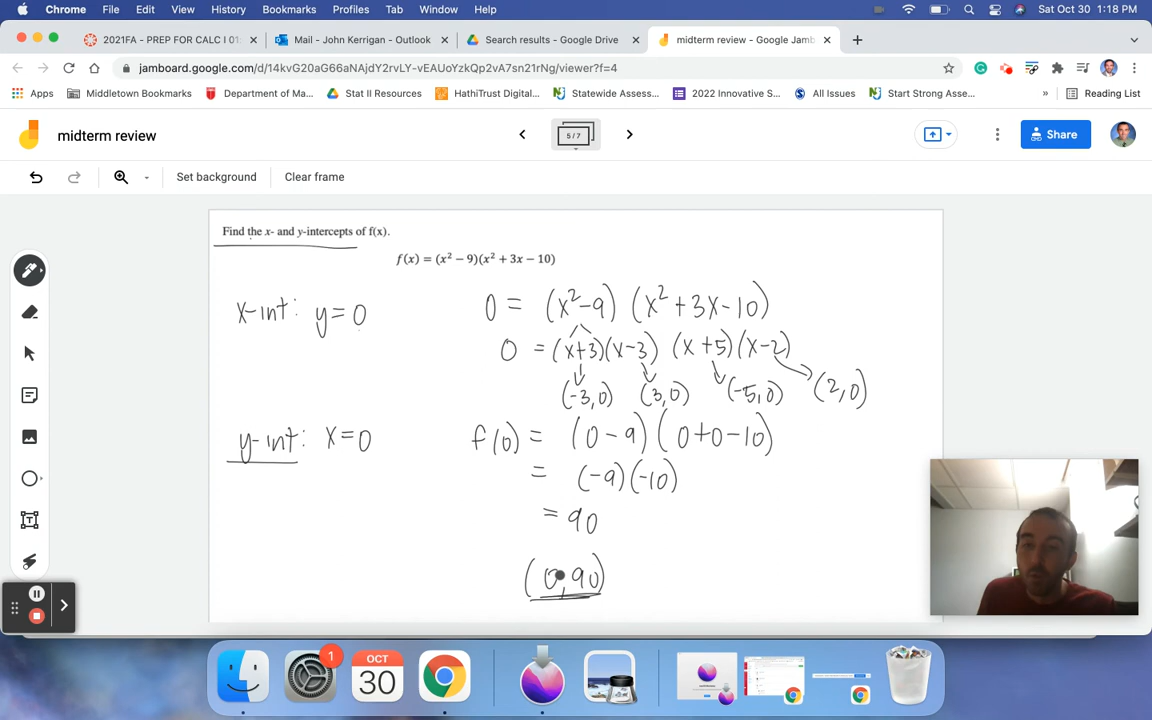 Chrome File Edit View History Bookmarks Profiles Tab Window Help Sat Oct 30 1:18 PM
2021FA - PREP FOR CALC I 01: × Mail - John Kerrigan - Outlook × Search results - Google Drive × midterm review - Google Jamb × +
jamboard.google.com/d/14kvG20aG66aNAjdY2rvLY-vEAUoYzkQp2vA7sn21rNg/viewer?f=4
Apps Middletown Bookmarks Department of Ma... Stat II Resources HathiTrust Digital... Statewide Assess... 2022 Innovative S... All Issues Start Strong Asse... » Reading List
midterm review 5/7 Share
Set background Clear frame
Find the x- and y-intercepts of f(x).
f(x) = (x² − 9)(x² + 3x − 10)
x-int: y=0 0 = (x²-9) (x²+3x-10)
0 = (x+3)(x-3) (x+5)(x-2)
(-3,0) (3,0) (-5,0) (2,0)
y-int: x=0 f(0) = (0-9)(0+0-10)
= (-9)(-10)
= 90
(0,90)
1
OCT
30